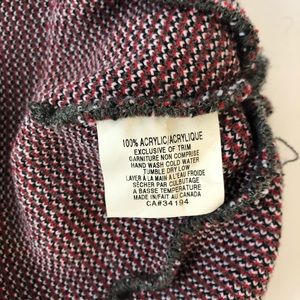 100% ACRYLIC/ACRYLIQUE
EXCLUSIVE OF TRIM
GARNITURE NON COMPRISE
HAND WASH COLD WATER
TUMBLE DRY LOW
LAVER À LA MAIN À L'EAU FROIDE
SÉCHER PAR CULBUTAGE
A BASSE TEMPERATURE
MADE IN/FAIT AU CANADA
CA#34194